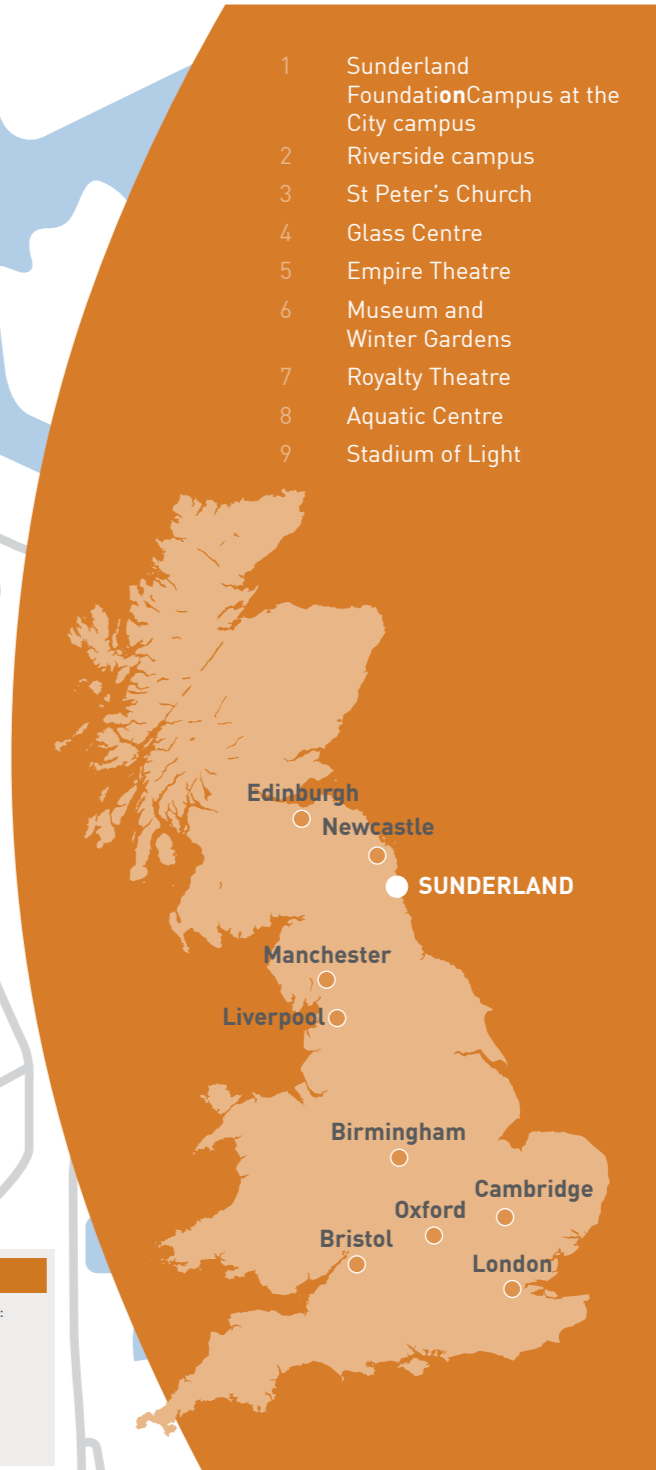 1 Sunderland
FoundationCampus at the
City campus
2 Riverside campus
3 St Peter’s Church
4 Glass Centre
5 Empire Theatre
6 Museum and
Winter Gardens
7 Royalty Theatre
8 Aquatic Centre
9 Stadium of Light
Edinburgh
Newcastle
SUNDERLAND
Manchester
Liverpool
Birmingham
Cambridge
Oxford
Bristol
London
: